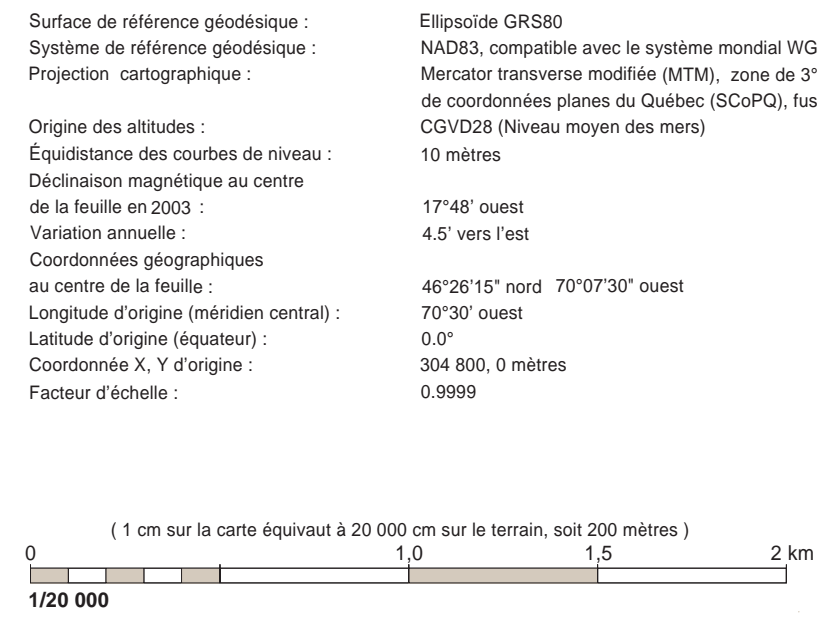 Surface de référence géodésique : Ellipsoïde GRS80
Système de référence géodésique : NAD83, compatible avec le système mondial WG
Projection cartographique : Mercator transverse modifiée (MTM), zone de 3°
de coordonnées planes du Québec (SCoPQ), fus
Origine des altitudes : CGVD28 (Niveau moyen des mers)
Équidistance des courbes de niveau : 10 mètres
Déclinaison magnétique au centre
de la feuille en 2003 : 17°48’ ouest
Variation annuelle : 4.5’ vers l’est
Coordonnées géographiques
au centre de la feuille : 46°26’15" nord 70°07’30" ouest
Longitude d’origine (méridien central) : 70°30’ ouest
Latitude d’origine (équateur) : 0.0°
Coordonnée X, Y d’origine : 304 800, 0 mètres
Facteur d’échelle : 0.9999
( 1 cm sur la carte équivaut à 20 000 cm sur le terrain, soit 200 mètres )
0 1,0 1,5 2 km
1/20 000